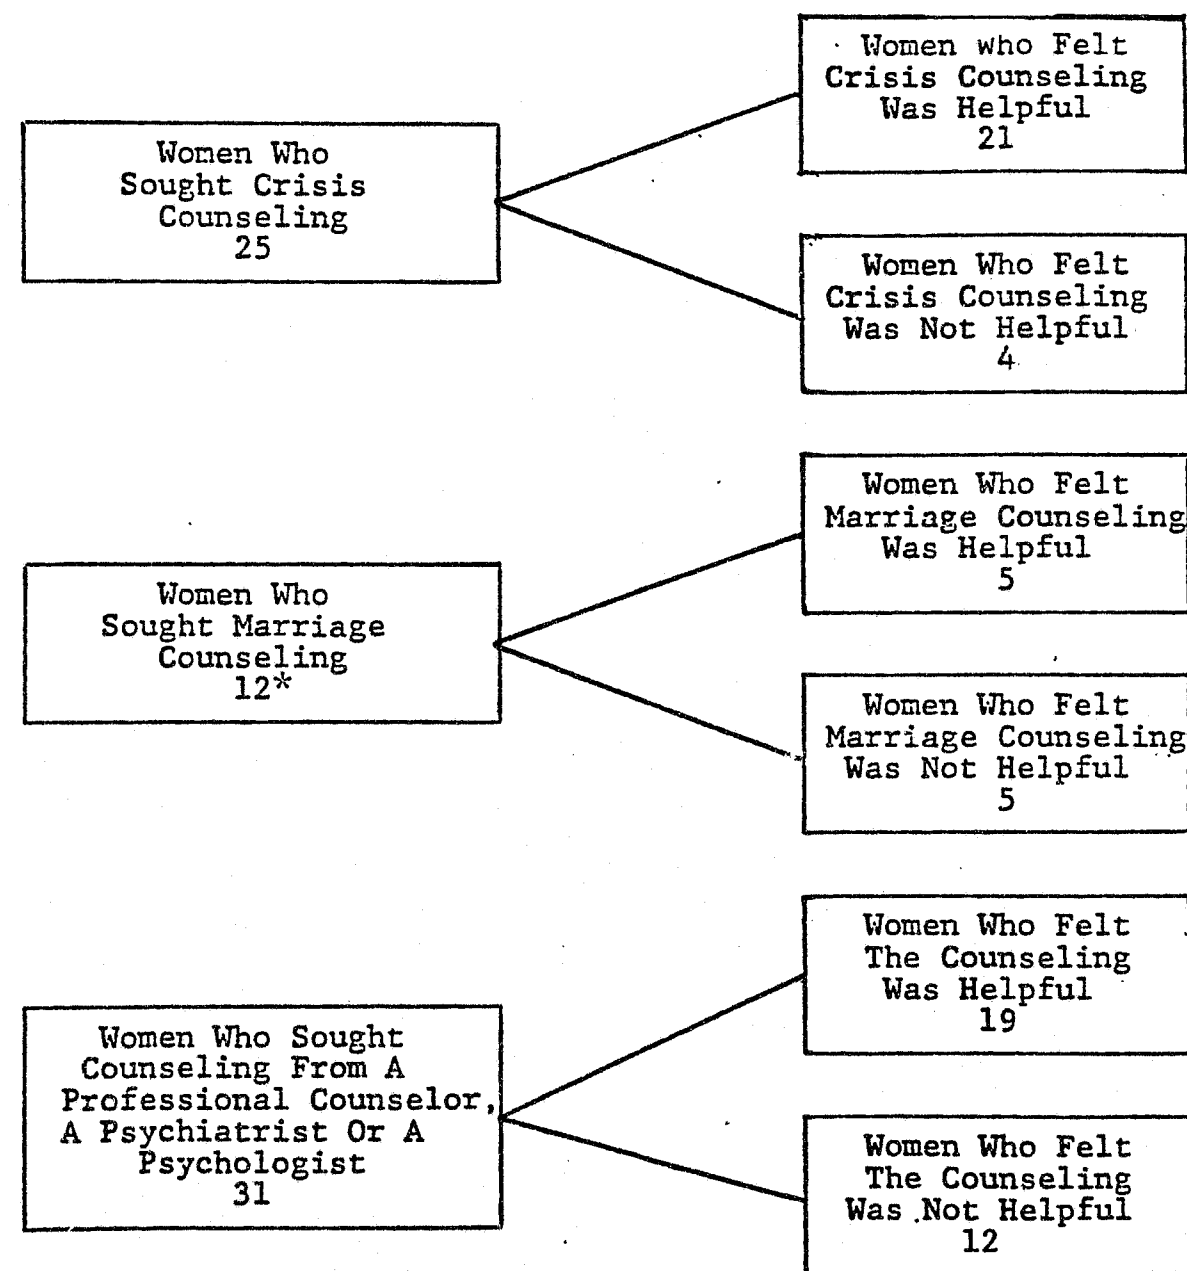 Women who Felt
Crisis Counseling
Was Helpful
21
Women Who
Sought Crisis
Counseling
25
Women Who Felt
Crisis Counseling
Was Not Helpful
4
Women Who Felt
Marriage Counseling
Was Helpful
5
Women Who
Sought Marriage
Counseling
12*
Women Who Felt
Marriage Counseling
Was Not Helpful
5
Women Who Felt
The Counseling
Was Helpful
19
Women Who Sought
Counseling From A
Professional Counselor,
A Psychiatrist Or A
Psychologist
31
Women Who Felt
The Counseling
Was Not Helpful
12